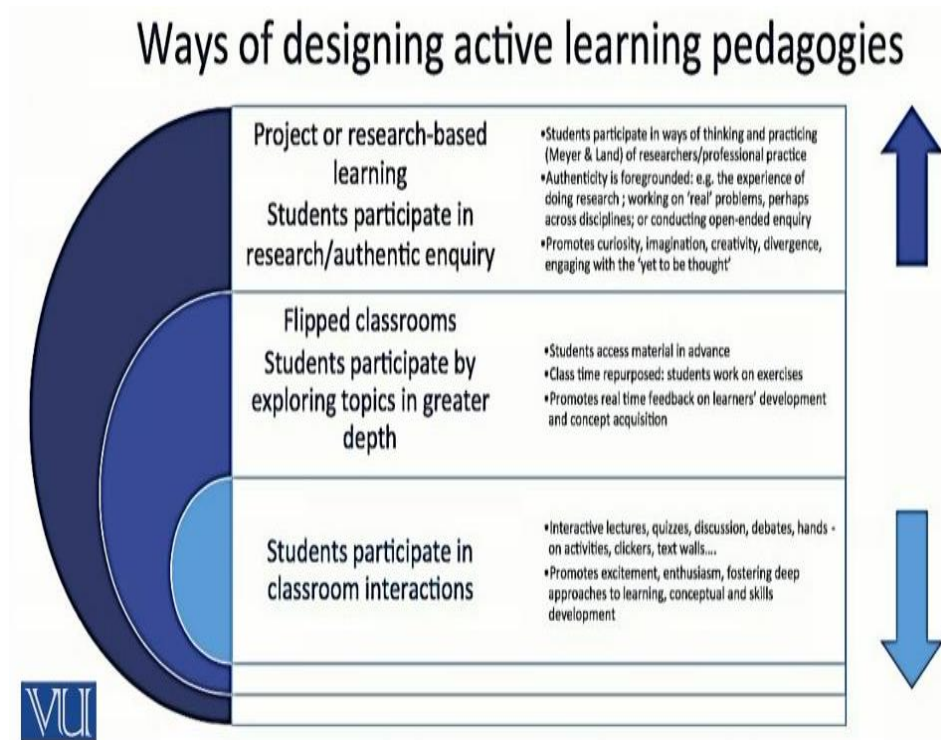 Ways of designing active learning pedagogies
Project or research-based
learning
Students participate in
research/authentic enquiry
•Students participate in ways of thinking and practicing
(Meyer & Land) of researchers/professional practice
•Authenticity is foregrounded: e.g. the experience of
doing research ; working on 'real' problems, perhaps
across disciplines; or conducting open-ended enquiry
•Promotes curiosity, imagination, creativity, divergence,
engaging with the 'yet to be thought'
Flipped classrooms
Students participate by
exploring topics in greater
depth
•Students access material in advance
•Class time repurposed: students work on exercises
•Promotes real time feedback on learners' development
and concept acquisition
Students participate in
classroom interactions
•Interactive lectures, quizzes, discussion, debates, hands -
on activities, clickers, text walls....
•Promotes excitement, enthusiasm, fostering deep
approaches to learning, conceptual and skills
development
VU